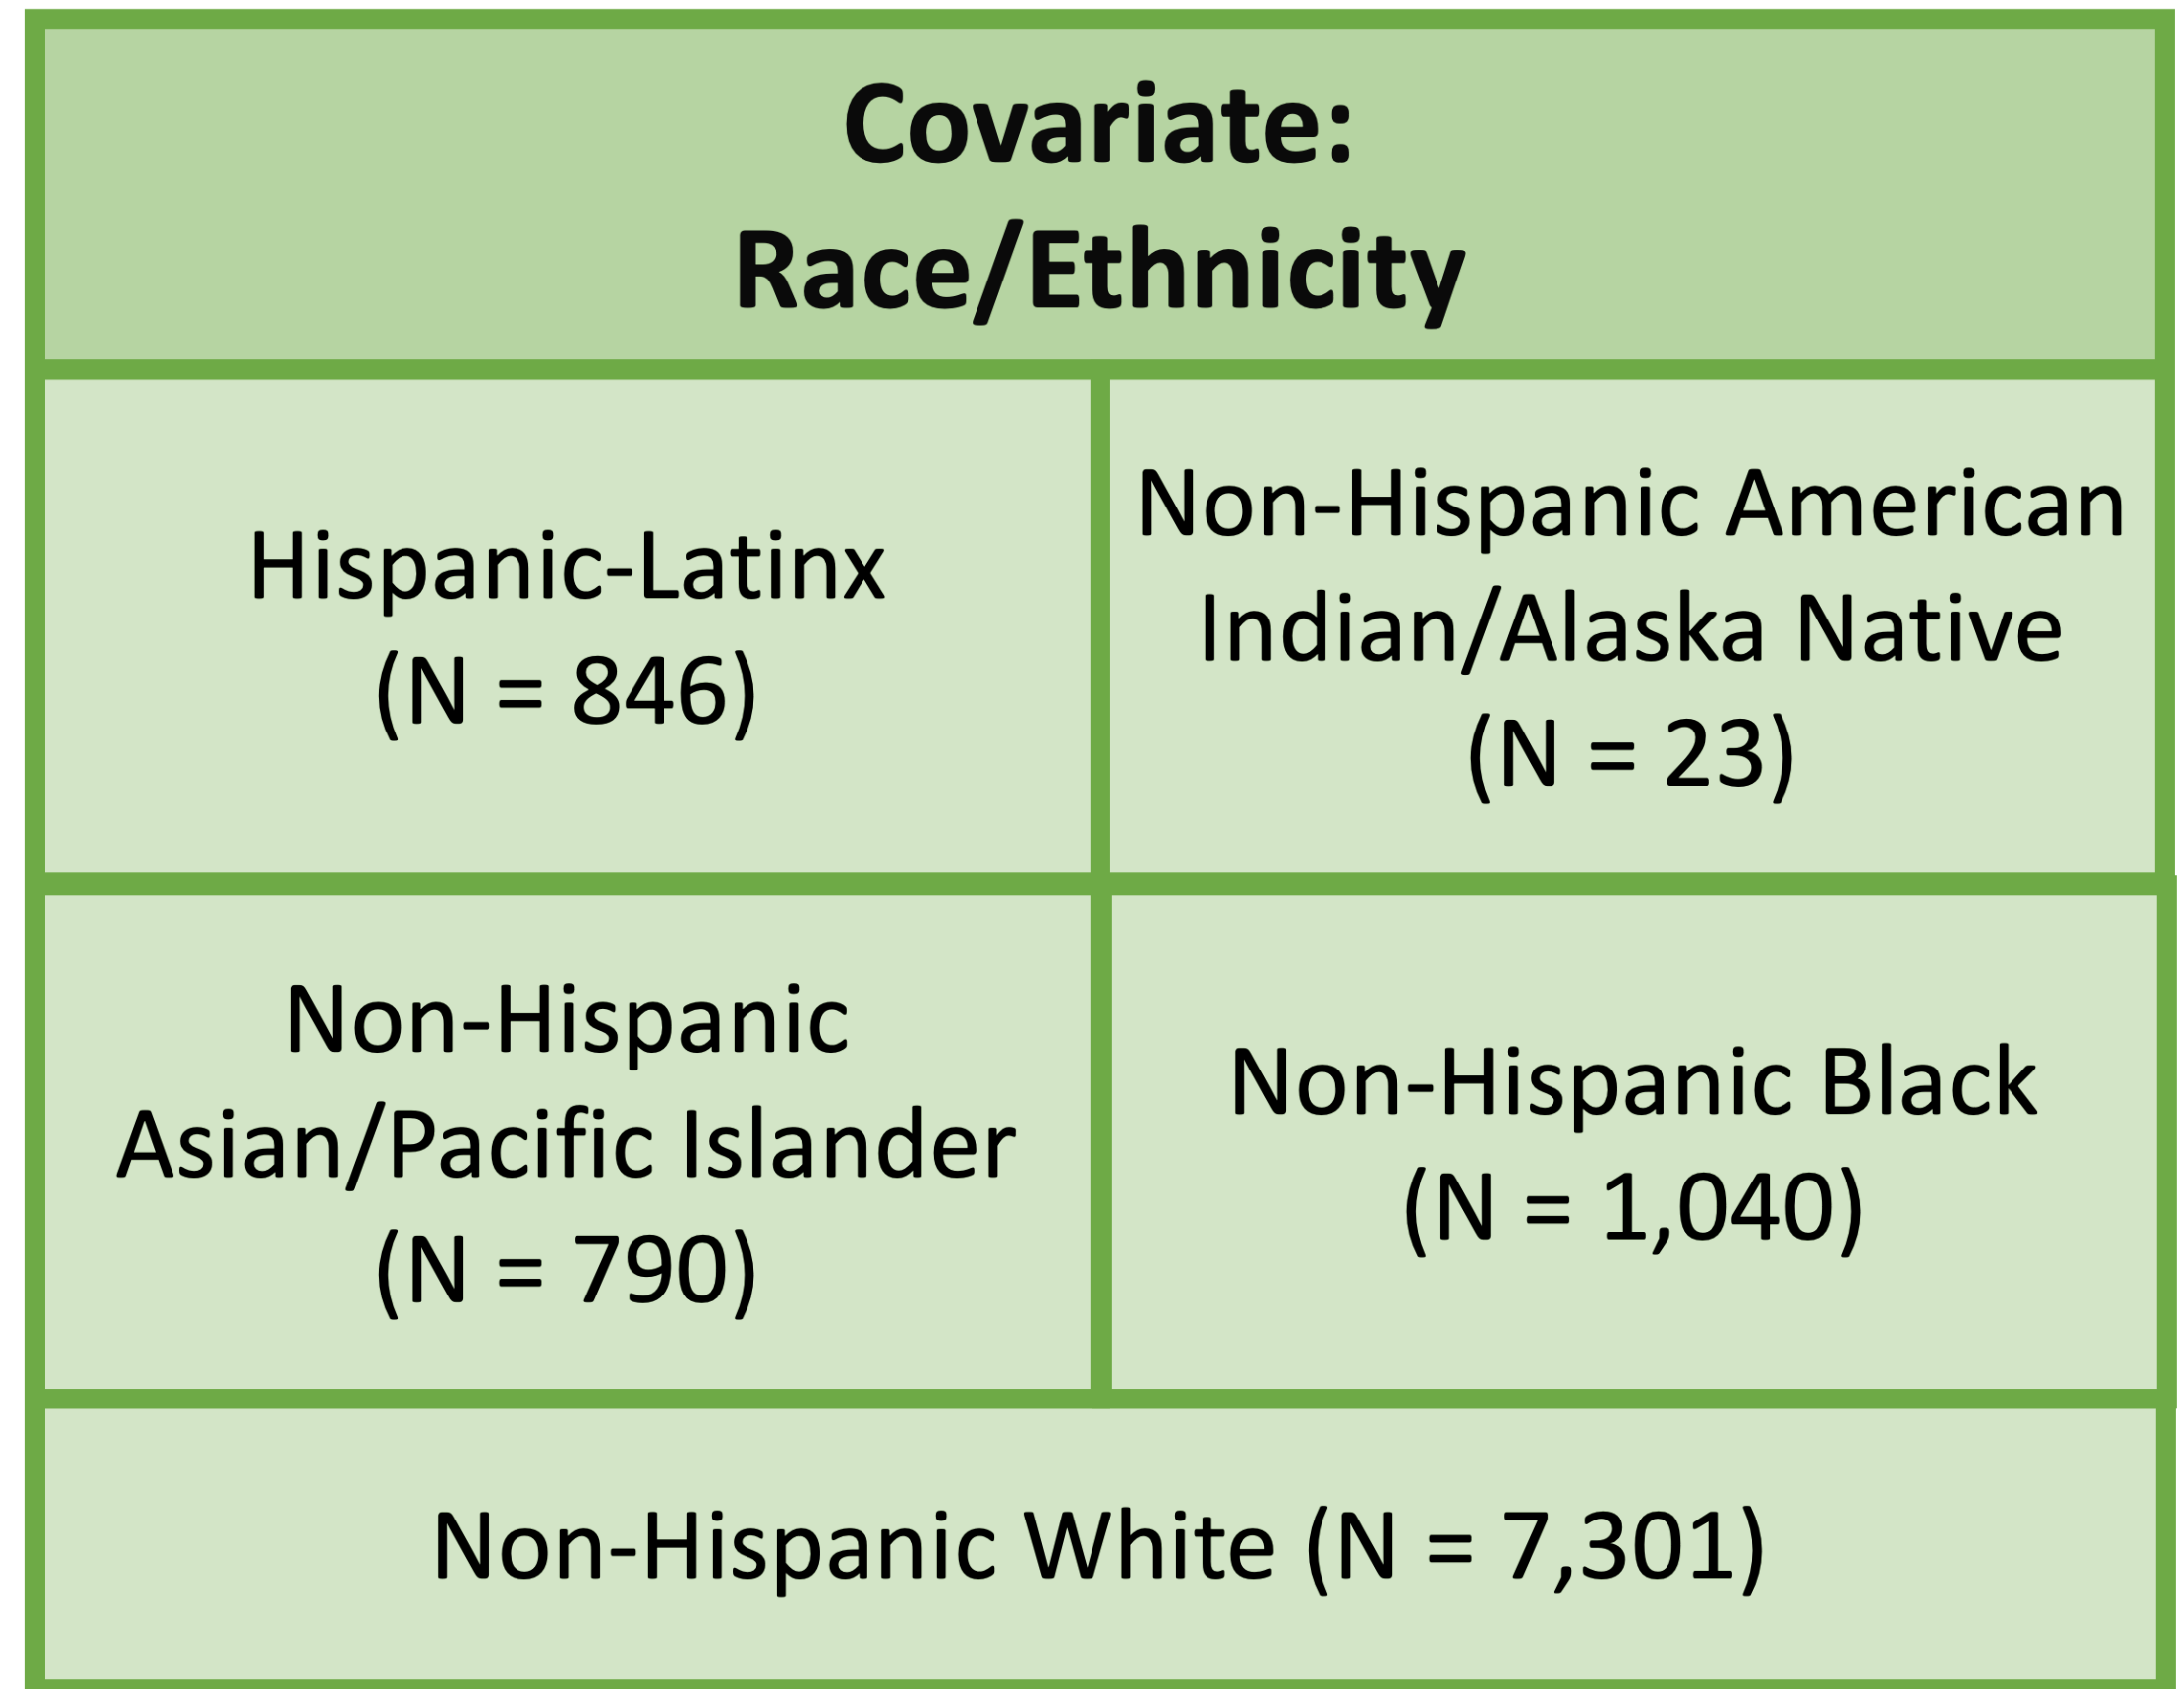 Covariate:
Race/Ethnicity
Hispanic-Latinx
(N = 846)
Non-Hispanic American
Indian/Alaska Native
(N = 23)
Non-Hispanic
Asian/Pacific Islander
(N = 790)
Non-Hispanic Black
(N = 1,040)
Non-Hispanic White (N = 7,301)